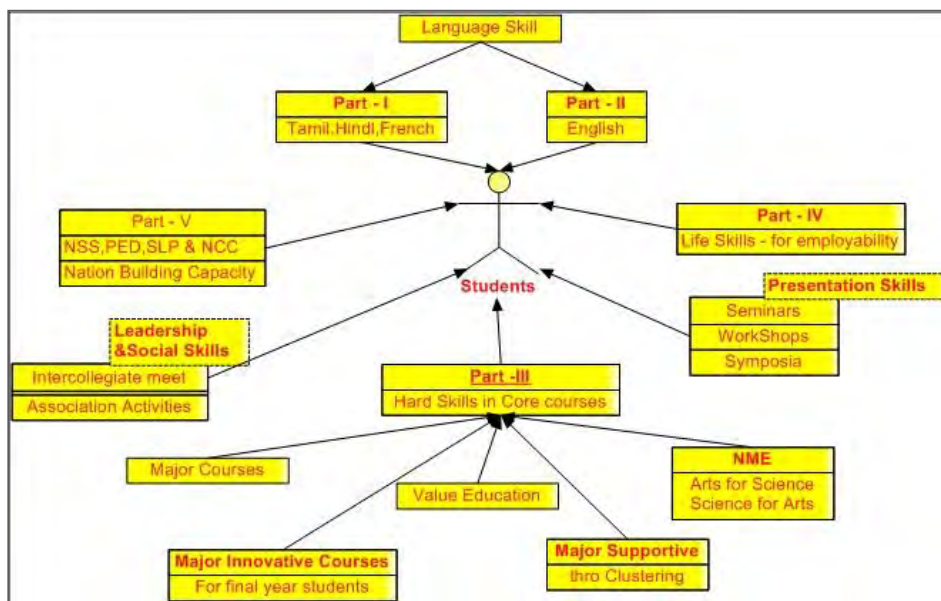 Language Skill
Part - I
Tamil,Hindi,French
Part - II
English
Part - V
NSS,PED,SLP & NCC
Nation Building Capacity
Part - IV
Life Skills - for employability
Students
Presentation Skills
Seminars
WorkShops
Symposia
Leadership
&Social Skills
Intercollegiate meet
Association Activities
Part -III
Hard Skills in Core courses
Major Courses
Value Education
NME
Arts for Science
Science for Arts
Major Innovative Courses
For final year students
Major Supportive
thro Clustering